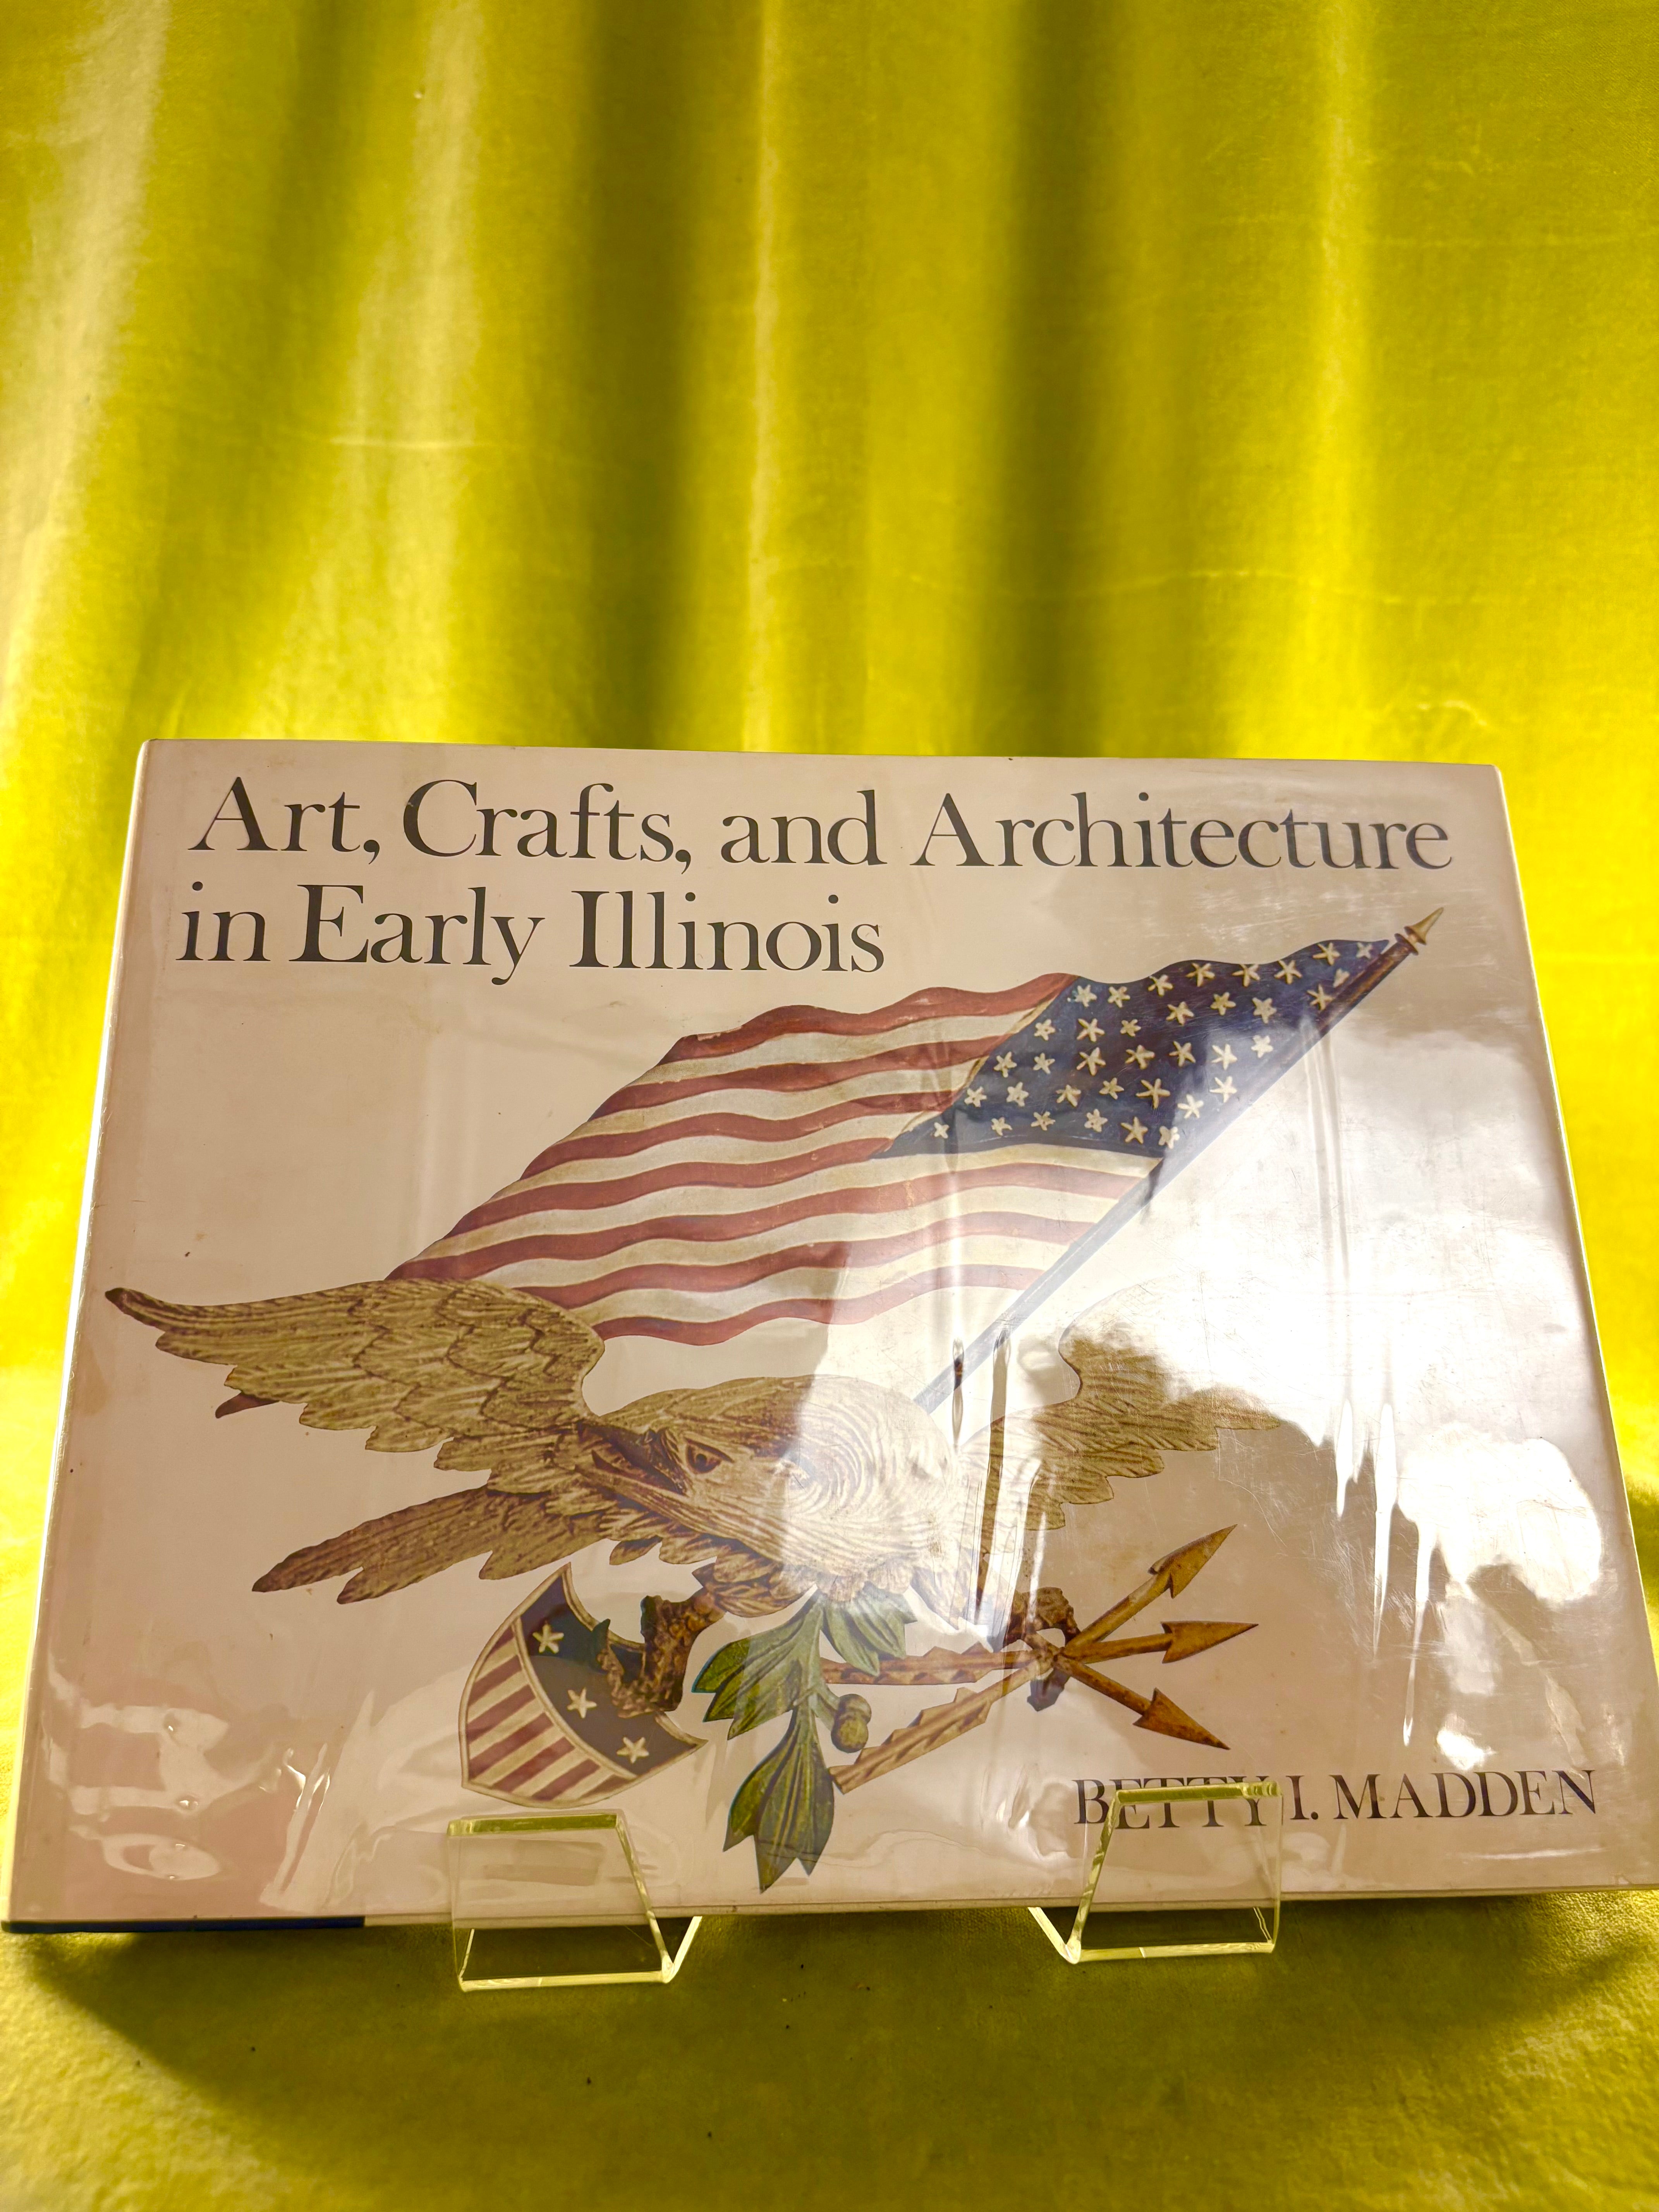 Art, Crafts, and Architecture
in Early Illinois
BETTY I. MADDEN